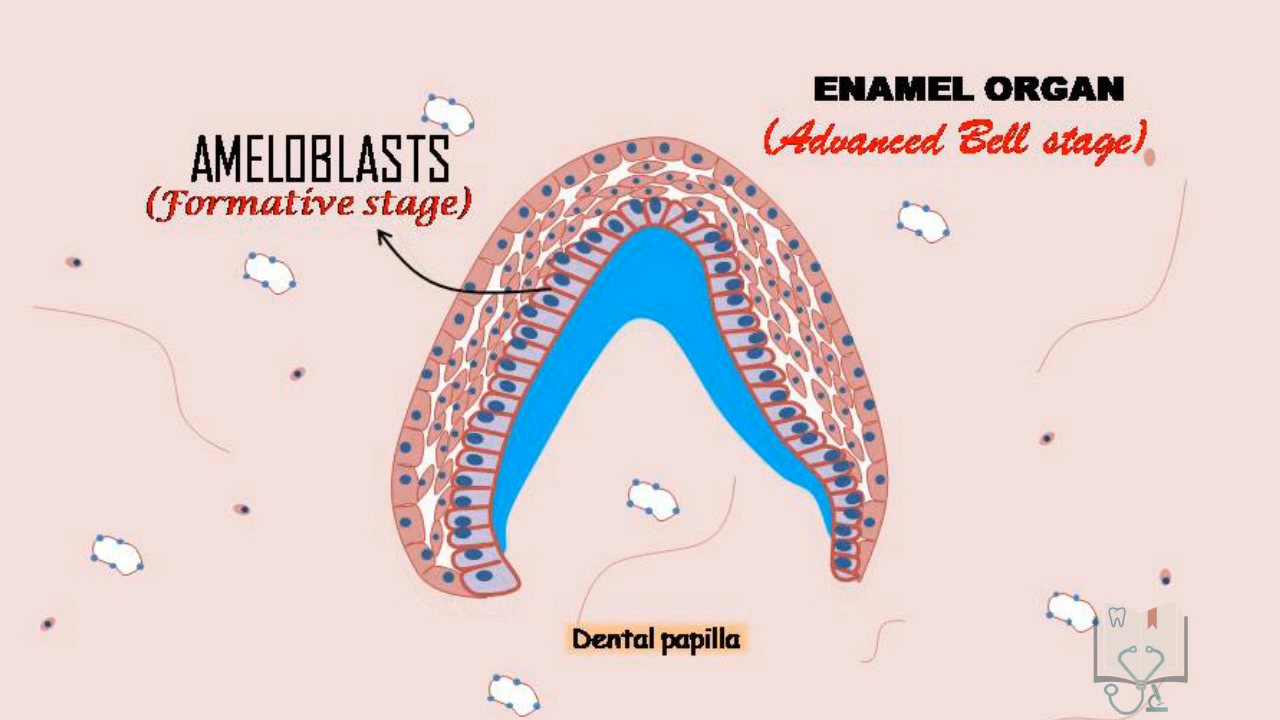 ENAMEL ORGAN
(Advanced Bell stage)
AMELOBLASTS
(Formative stage)
Dental papilla